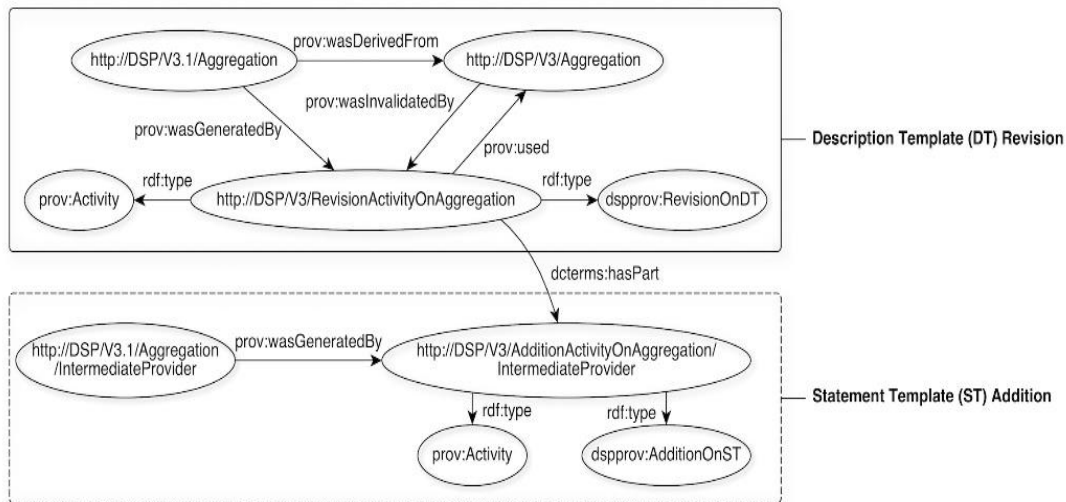 prov:wasDerivedFrom
http://DSP/V3.1/Aggregation
http://DSP/V3/Aggregation
prov:wasInvalidatedBy
prov:wasGeneratedBy
prov:used
Description Template (DT) Revision
rdf:type
rdf:type
prov:Activity
http://DSP/V3/RevisionActivityOnAggregation
dspprov:RevisionOnDT
dcterms:hasPart
http://DSP/V3.1/Aggregation
/IntermediateProvider
prov:wasGeneratedBy
http://DSP/V3/AdditionActivityOnAggregation/
IntermediateProvider
Statement Template (ST) Addition
rdf:type
rdf:type
prov:Activity
dspprov:AdditionOnST